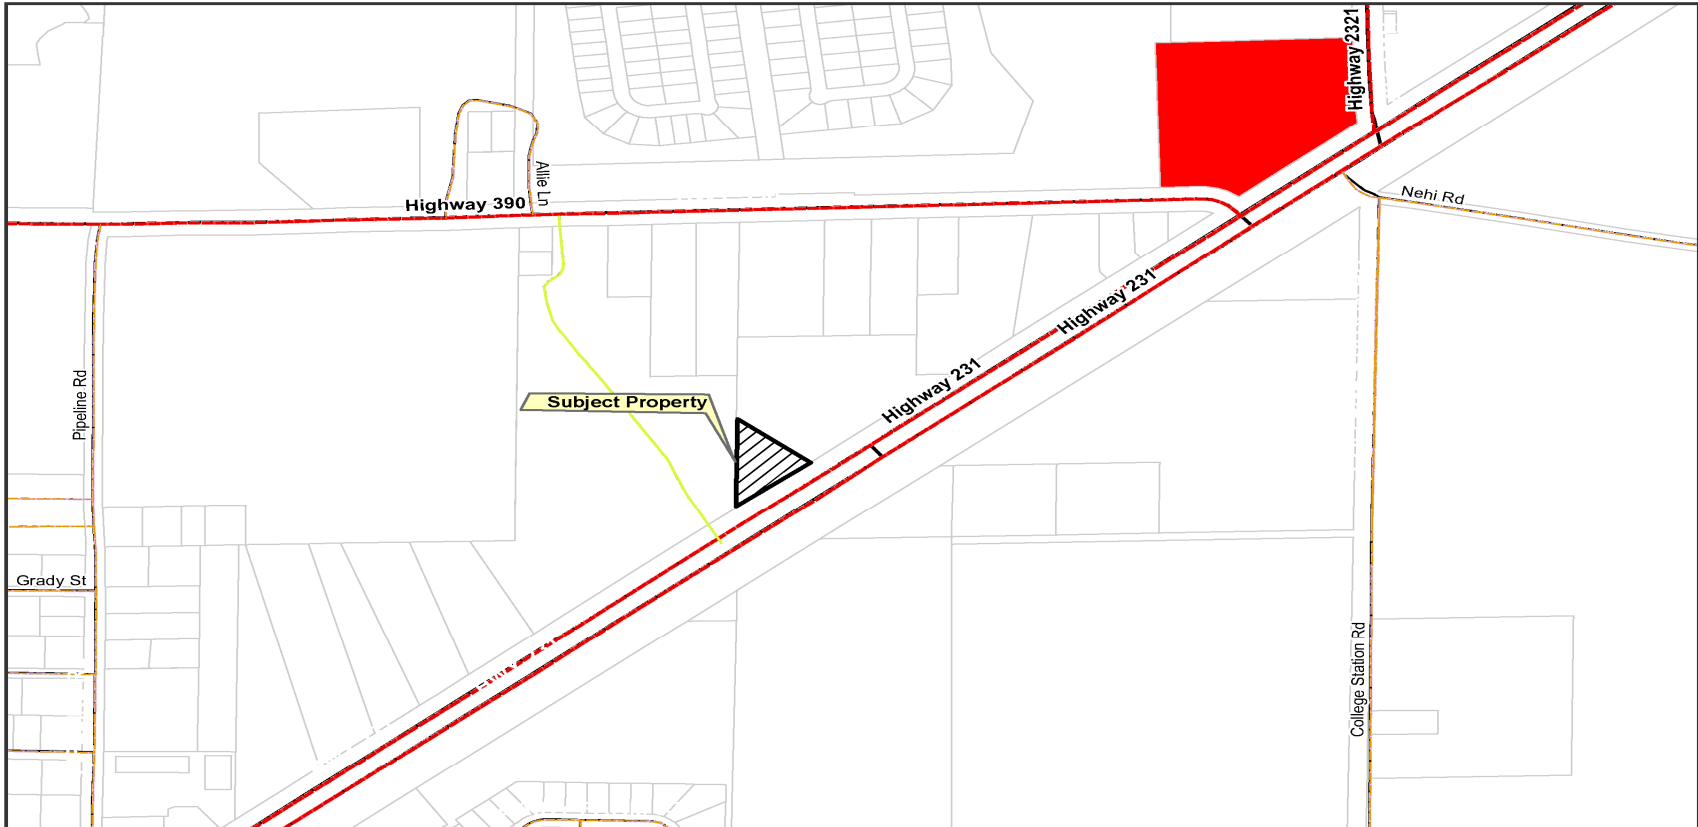 Highway 2321
Allie Ln
Nehi Rd
Highway 390
Highway 231
Highway 231
Pipeline Rd
Subject Property
Grady St
College Station Rd